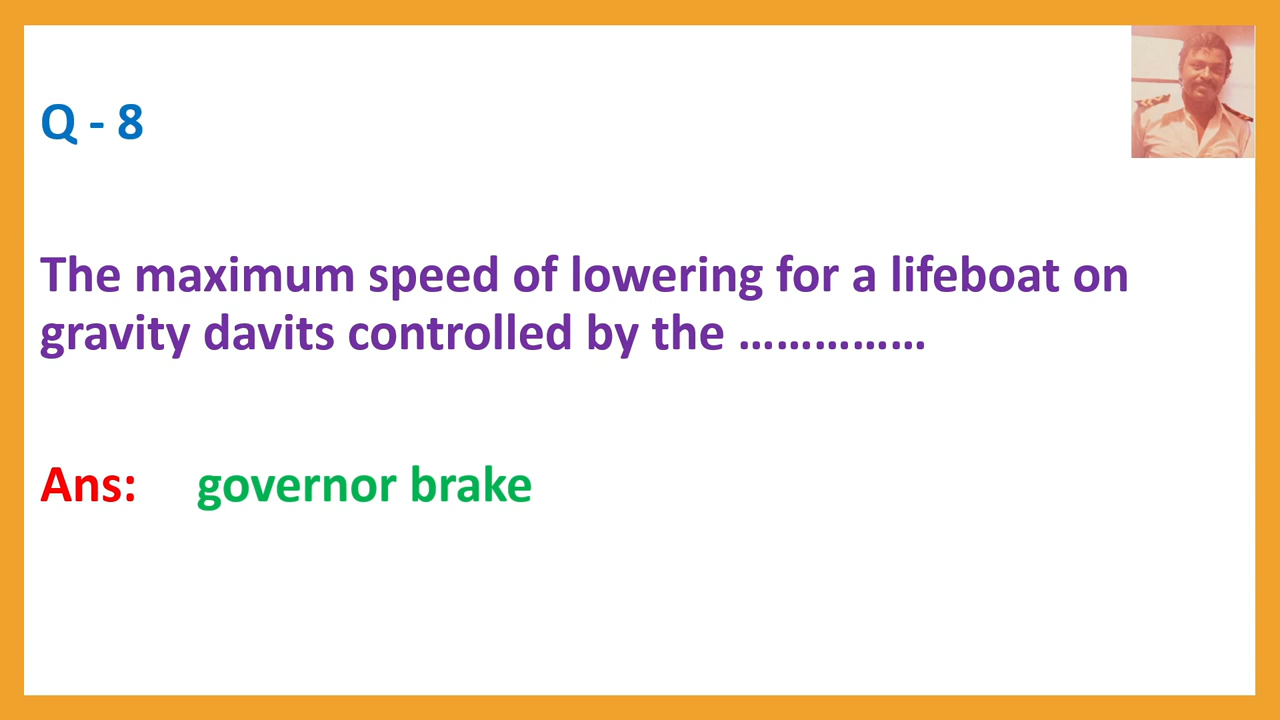 Q - 8
The maximum speed of lowering for a lifeboat on
gravity davits controlled by the ……………
Ans: governor brake